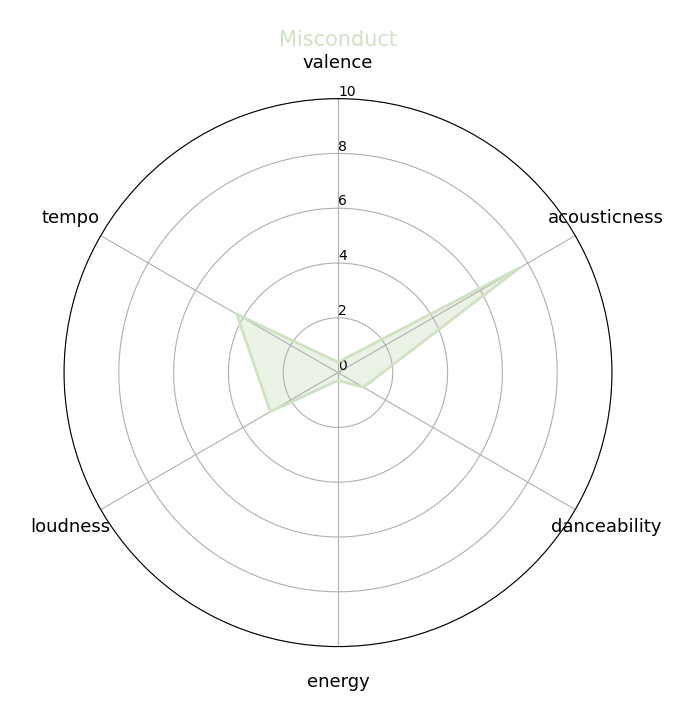 Misconduct
valence
10
8
tempo
6
acousticness
4
2
0
loudness
danceability
energy